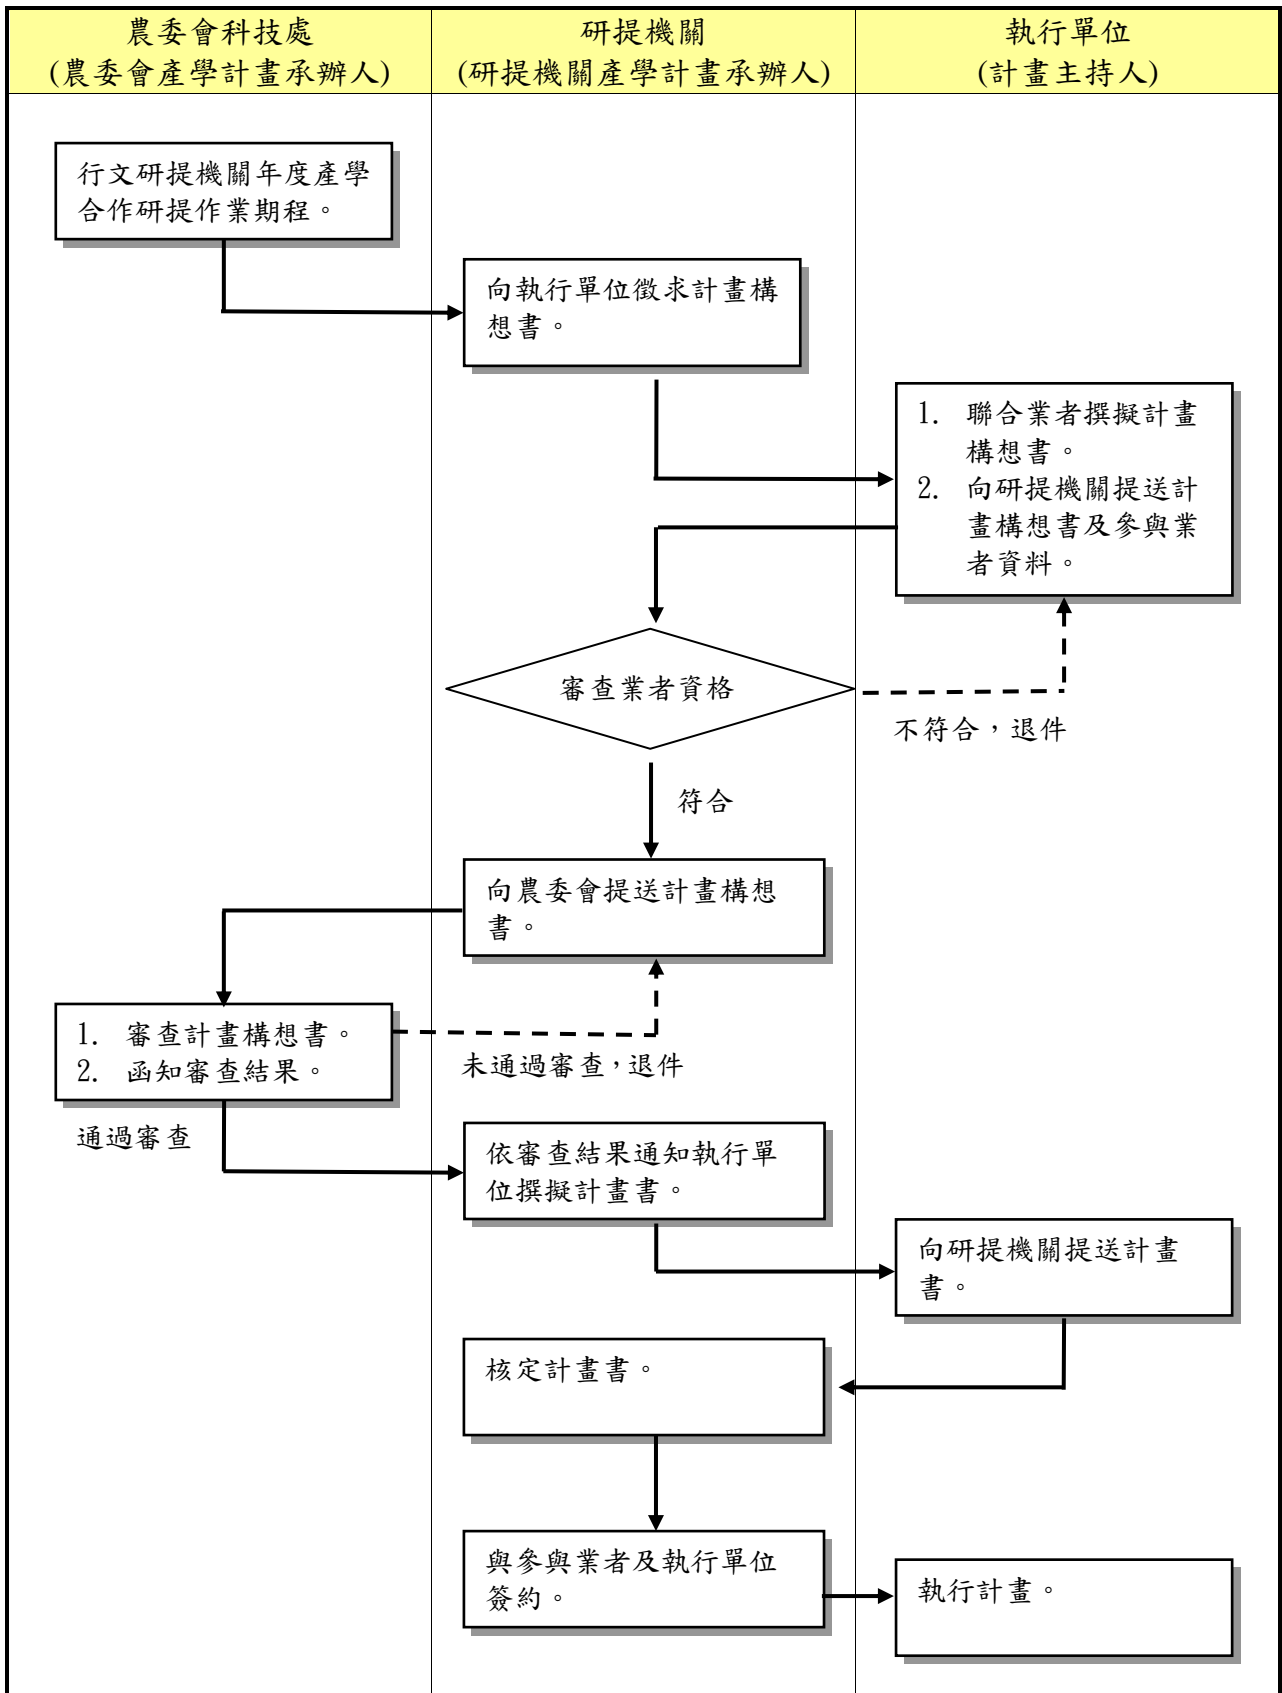 農委會科技處
(農委會產學計畫承辦人)
研提機關
(研提機關產學計畫承辦人)
執行單位
(計畫主持人)
行文研提機關年度產學
合作研提作業期程。
向執行單位徵求計畫構
想書。
1. 聯合業者撰擬計畫
構想書。
2. 向研提機關提送計
畫構想書及參與業
者資料。
審查業者資格
不符合，退件
符合
向農委會提送計畫構想
書。
1. 審查計畫構想書。
2. 函知審查結果。
未通過審查，退件
通過審查
依審查結果通知執行單
位撰擬計畫書。
向研提機關提送計畫
書。
核定計畫書。
與參與業者及執行單位
簽約。
執行計畫。